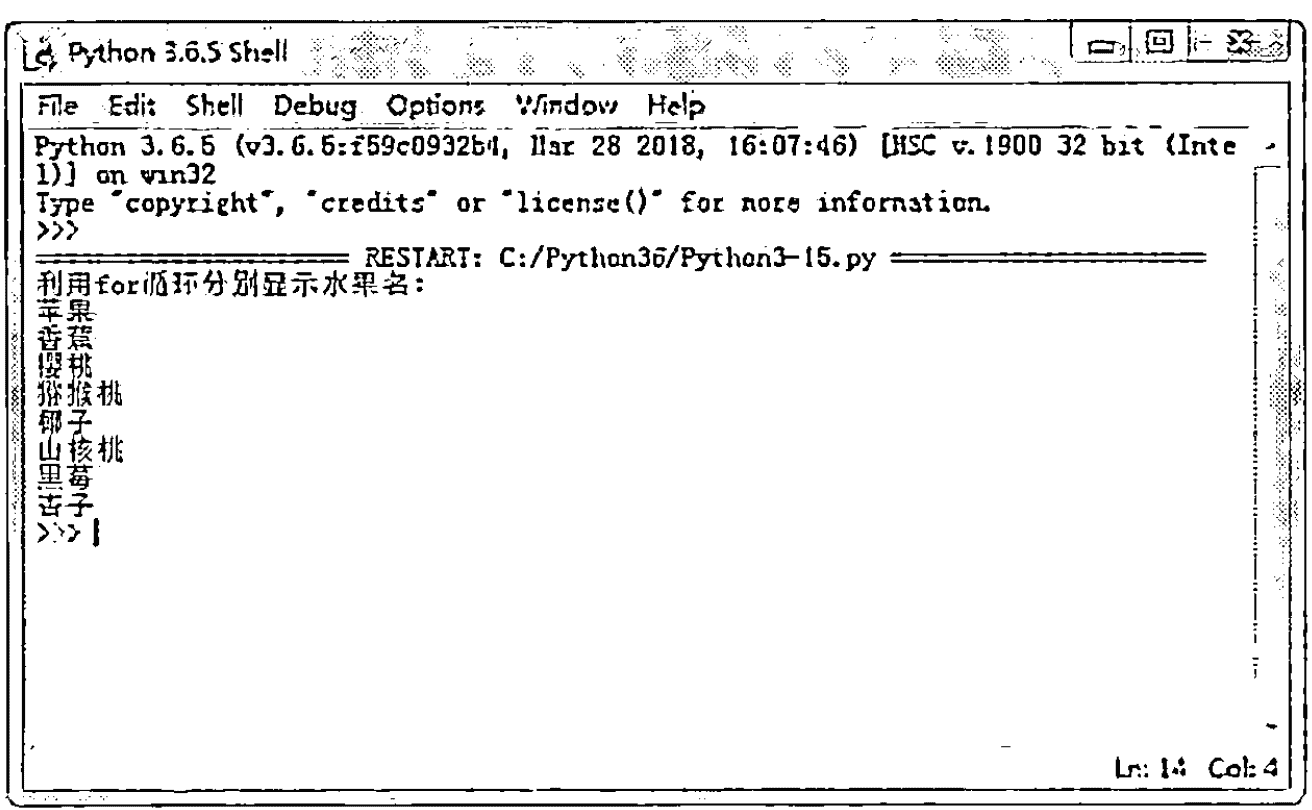 Python 3.6.5 Shell
File Edit Shell Debug Options Window Help
Python 3.6.5 (v3.6.5:f59c0932b4, Mar 28 2018, 16:07:46) [MSC v.1900 32 bit (Inte
l)] on win32
Type "copyright", "credits" or "license()" for more information.
>>>
=================== RESTART: C:/Python36/Python3-15.py ===================
利用for循环分别显示水果名:
苹果
香蕉
樱桃
猕猴桃
椰子
山核桃
黑莓
杏子
>>>
Ln: 14 Col: 4